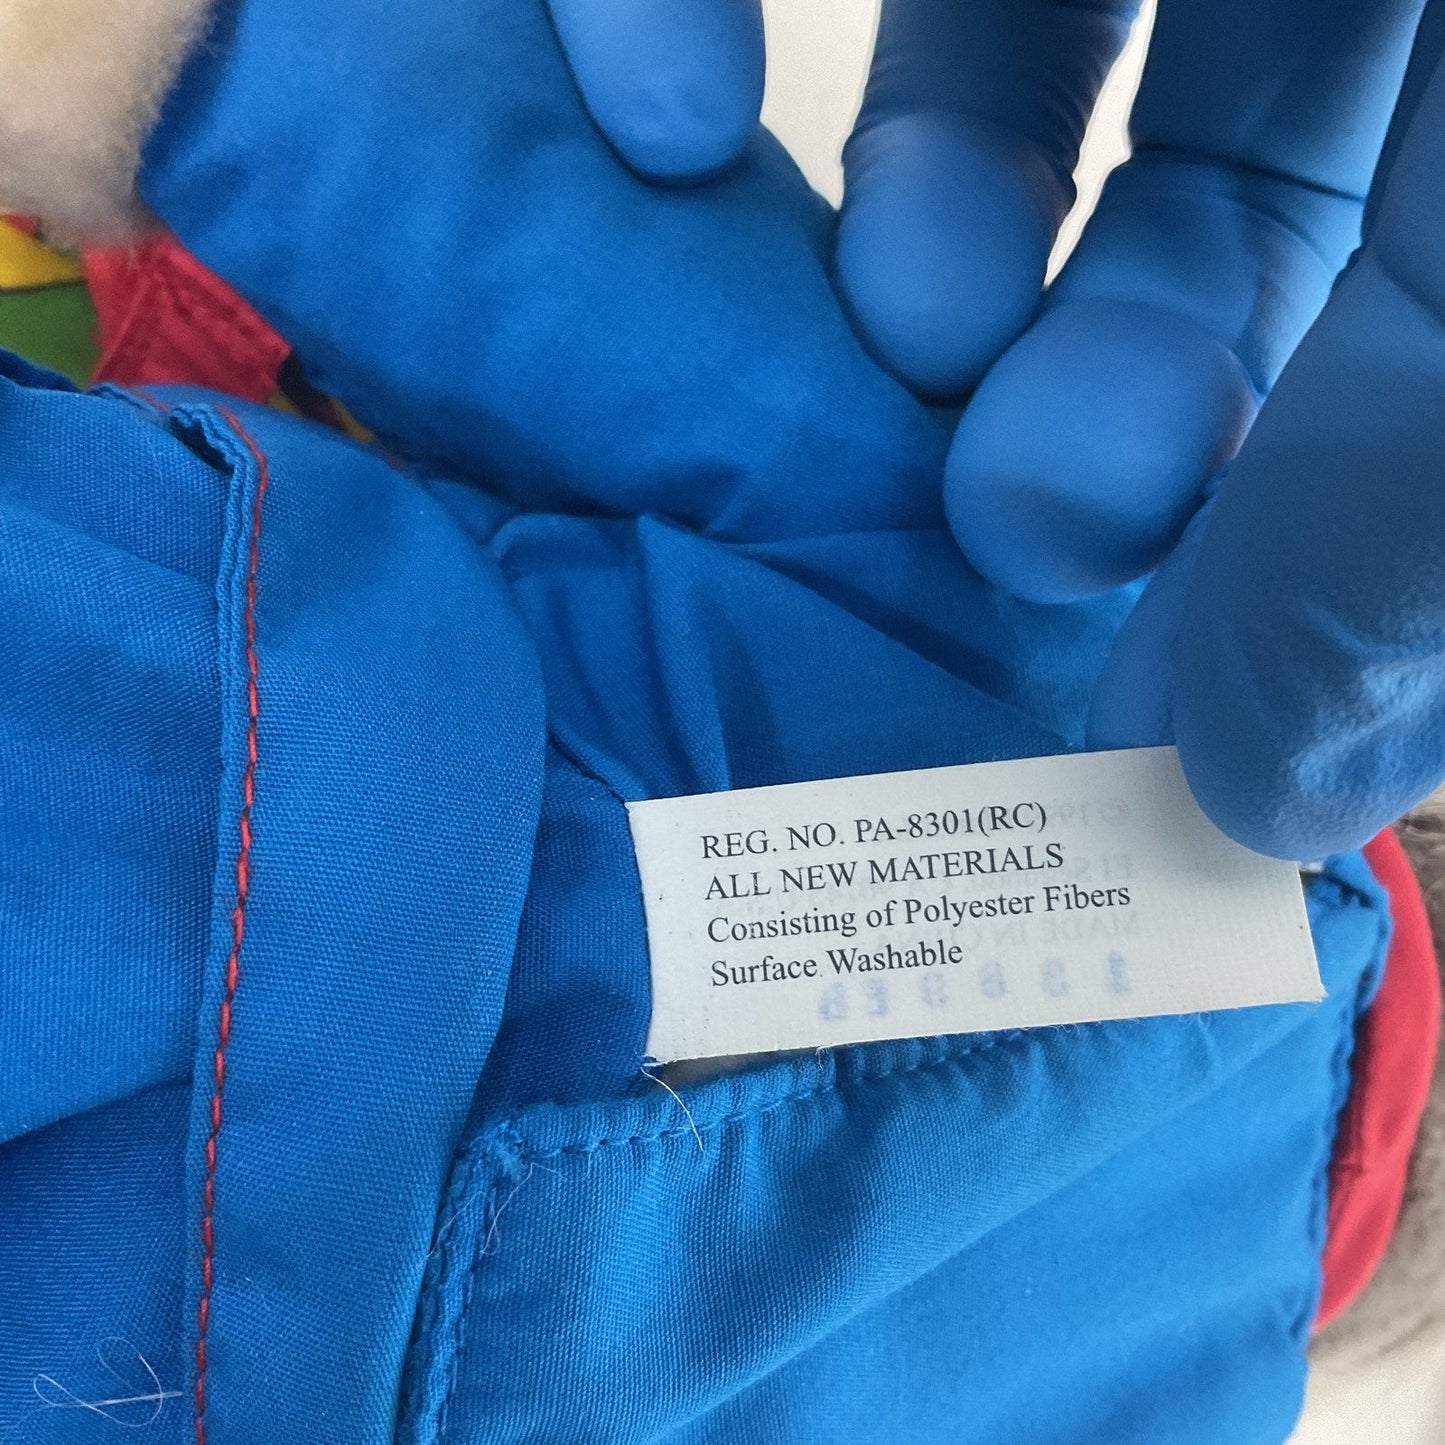 REG. NO. PA-8301(RC)
ALL NEW MATERIALS
Consisting of Polyester Fibers
Surface Washable